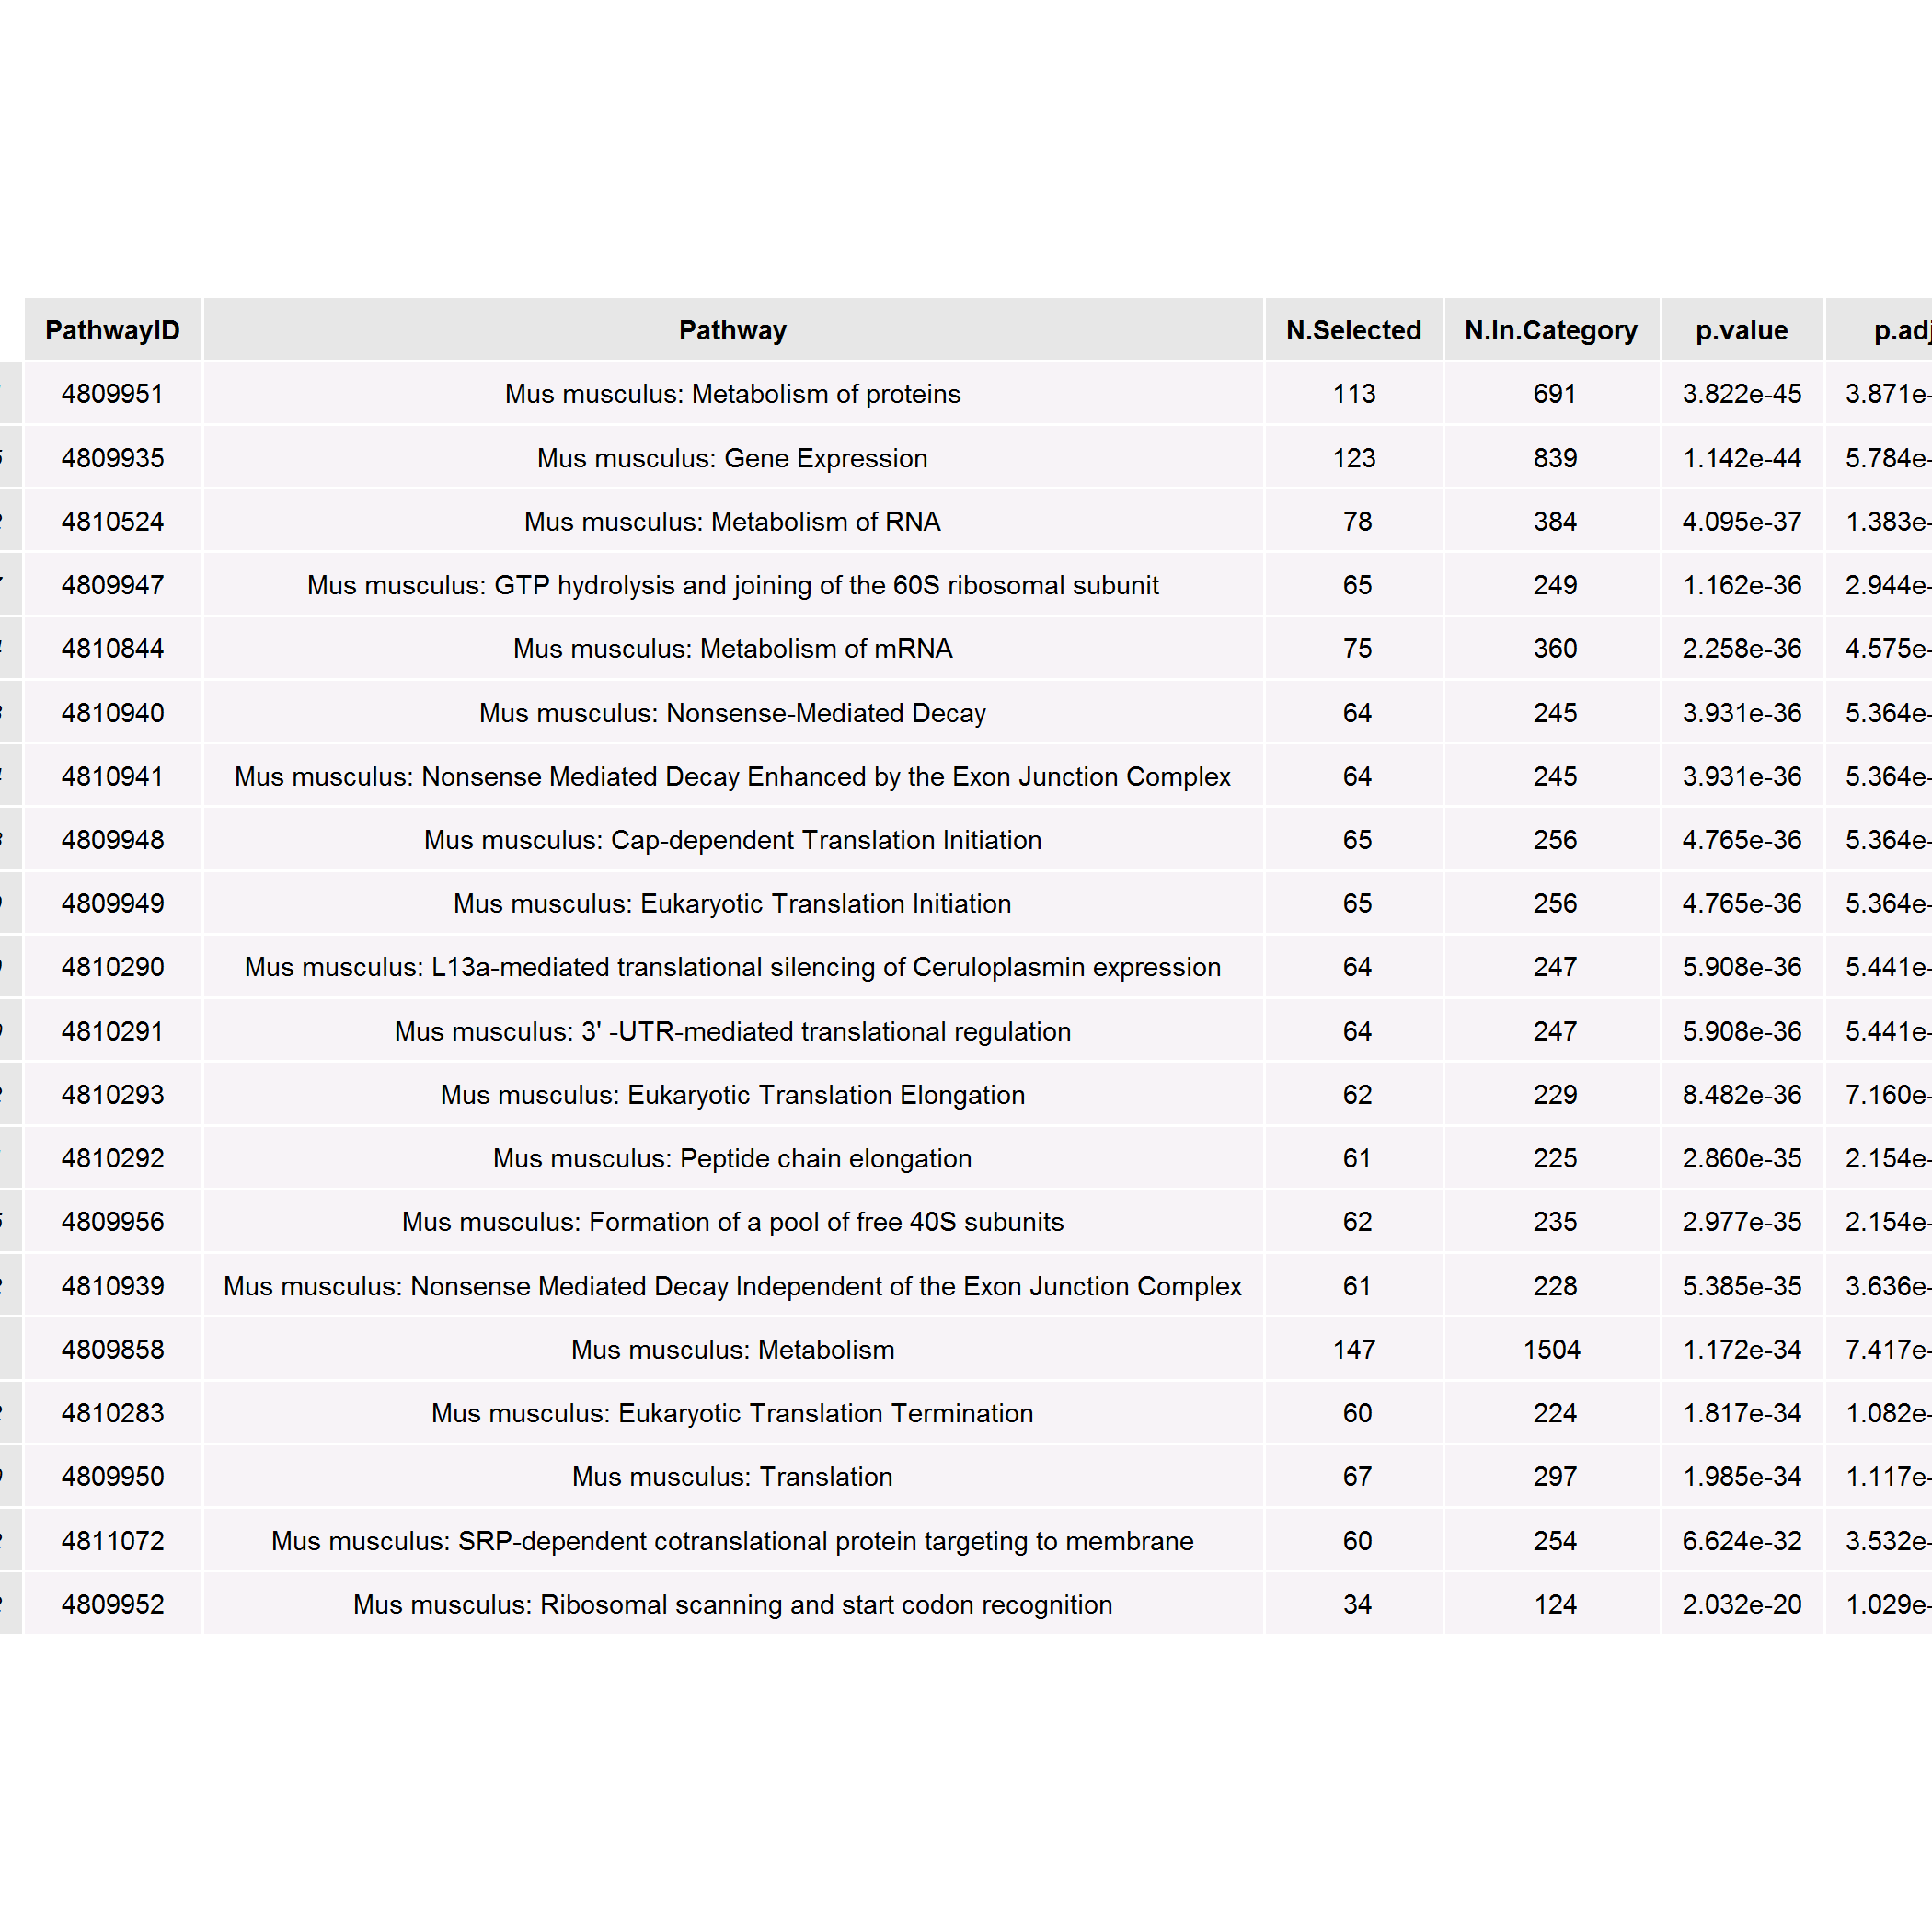 PathwayID Pathway N.Selected N.In.Category p.value p.adj
4809951 Mus musculus: Metabolism of proteins 113 691 3.822e-45 3.871e-
4809935 Mus musculus: Gene Expression 123 839 1.142e-44 5.784e-
4810524 Mus musculus: Metabolism of RNA 78 384 4.095e-37 1.383e-
4809947 Mus musculus: GTP hydrolysis and joining of the 60S ribosomal subunit 65 249 1.162e-36 2.944e-
4810844 Mus musculus: Metabolism of mRNA 75 360 2.258e-36 4.575e-
4810940 Mus musculus: Nonsense-Mediated Decay 64 245 3.931e-36 5.364e-
4810941 Mus musculus: Nonsense Mediated Decay Enhanced by the Exon Junction Complex 64 245 3.931e-36 5.364e-
4809948 Mus musculus: Cap-dependent Translation Initiation 65 256 4.765e-36 5.364e-
4809949 Mus musculus: Eukaryotic Translation Initiation 65 256 4.765e-36 5.364e-
4810290 Mus musculus: L13a-mediated translational silencing of Ceruloplasmin expression 64 247 5.908e-36 5.441e-
4810291 Mus musculus: 3' -UTR-mediated translational regulation 64 247 5.908e-36 5.441e-
4810293 Mus musculus: Eukaryotic Translation Elongation 62 229 8.482e-36 7.160e-
4810292 Mus musculus: Peptide chain elongation 61 225 2.860e-35 2.154e-
4809956 Mus musculus: Formation of a pool of free 40S subunits 62 235 2.977e-35 2.154e-
4810939 Mus musculus: Nonsense Mediated Decay Independent of the Exon Junction Complex 61 228 5.385e-35 3.636e-
4809858 Mus musculus: Metabolism 147 1504 1.172e-34 7.417e-
4810283 Mus musculus: Eukaryotic Translation Termination 60 224 1.817e-34 1.082e-
4809950 Mus musculus: Translation 67 297 1.985e-34 1.117e-
4811072 Mus musculus: SRP-dependent cotranslational protein targeting to membrane 60 254 6.624e-32 3.532e-
4809952 Mus musculus: Ribosomal scanning and start codon recognition 34 124 2.032e-20 1.029e-